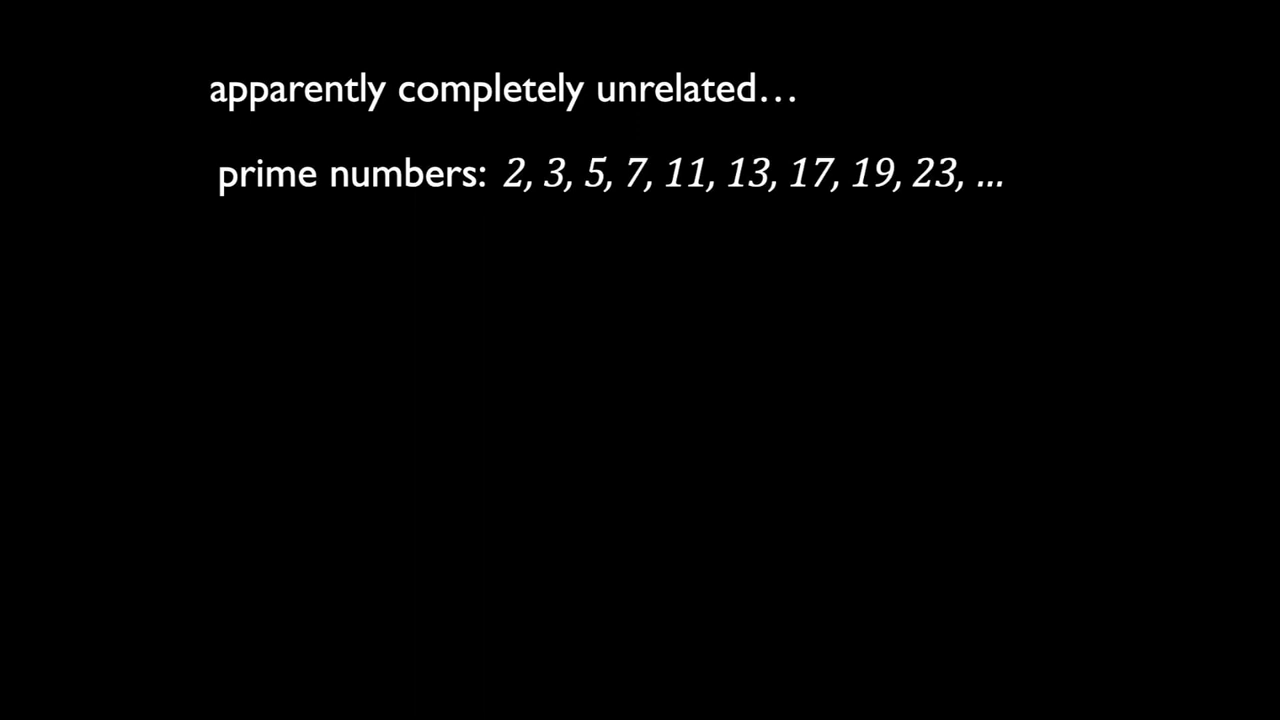 apparently completely unrelated…
prime numbers: 2, 3, 5, 7, 11, 13, 17, 19, 23, …